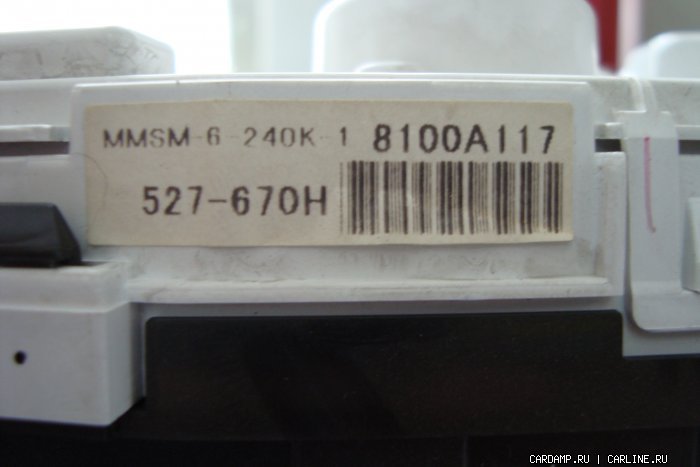 MMSM-6-240K-1 8100A117
527-670H
CARDAMP.RU | CARLINE.RU